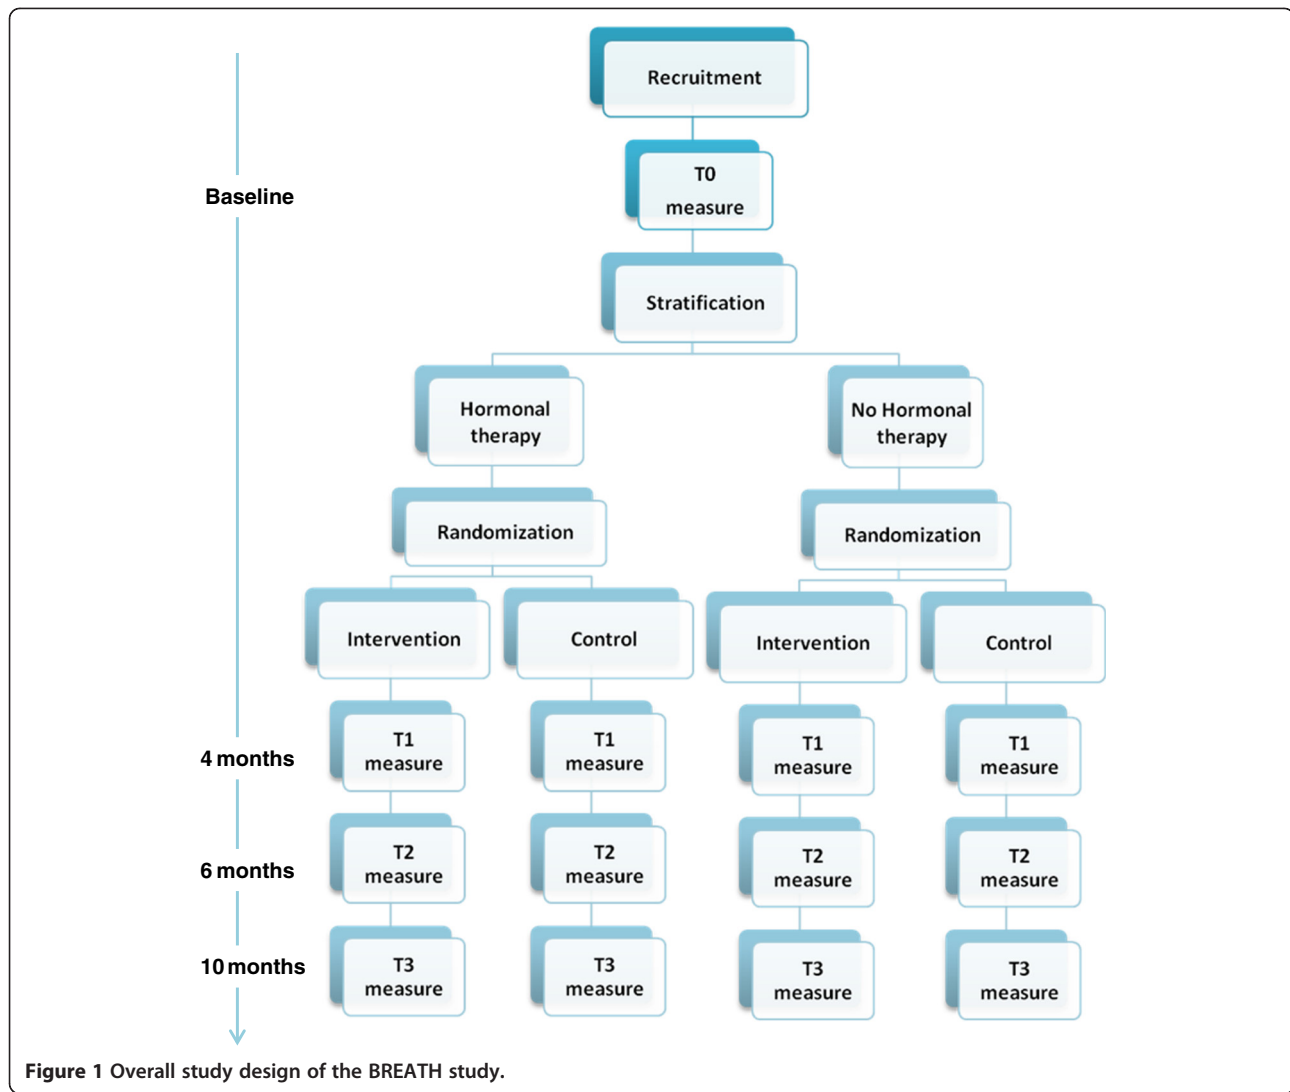 Recruitment
Baseline
T0
measure
Stratification
Hormonal
therapy
No Hormonal
therapy
Randomization
Randomization
Intervention
Control
Intervention
Control
4 months
T1
measure
T1
measure
T1
measure
T1
measure
6 months
T2
measure
T2
measure
T2
measure
T2
measure
10 months
T3
measure
T3
measure
T3
measure
T3
measure
Figure 1 Overall study design of the BREATH study.